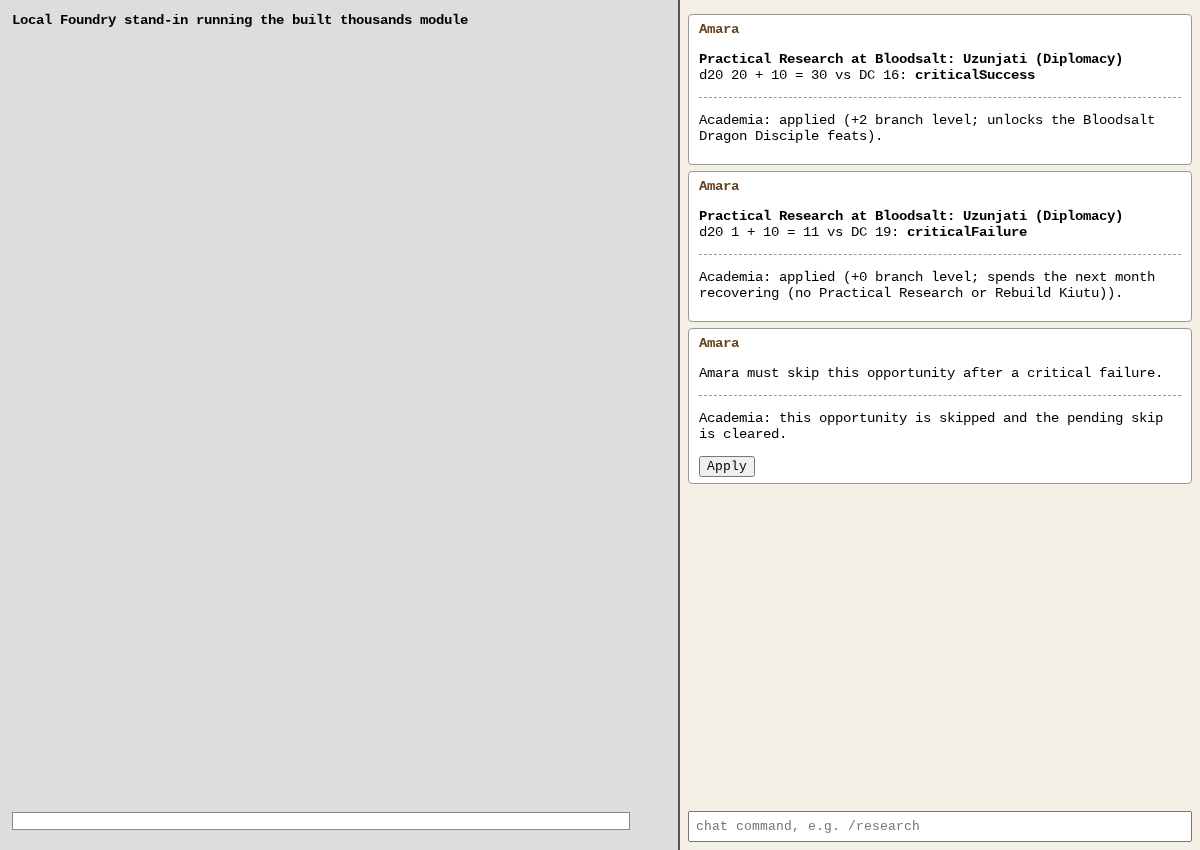 Local Foundry stand-in running the built thousands module
Amara
Practical Research at Bloodsalt: Uzunjati (Diplomacy)
d20 20 + 10 = 30 vs DC 16: criticalSuccess
Academia: applied (+2 branch level; unlocks the Bloodsalt
Dragon Disciple feats).
Amara
Practical Research at Bloodsalt: Uzunjati (Diplomacy)
d20 1 + 10 = 11 vs DC 19: criticalFailure
Academia: applied (+0 branch level; spends the next month
recovering (no Practical Research or Rebuild Kiutu)).
Amara
Amara must skip this opportunity after a critical failure.
Academia: this opportunity is skipped and the pending skip
is cleared.
Apply
chat command, e.g. /research